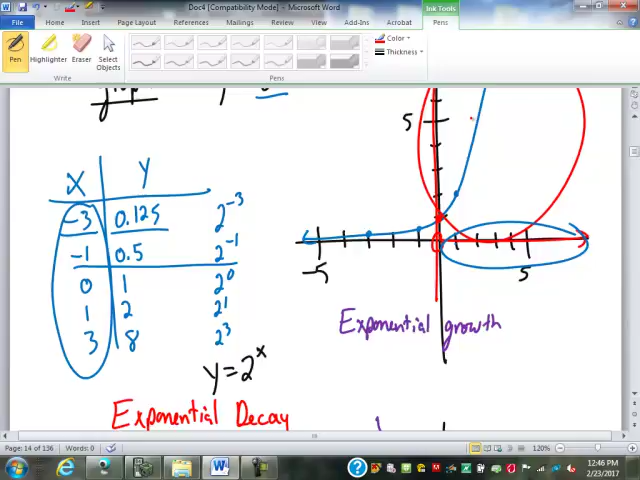 Doc4 [Compatibility Mode] - Microsoft Word
Ink Tools
File Home Insert Page Layout References Mailings Review View Add-Ins Acrobat Pens
Pen Highlighter Eraser Select Objects
Color
Thickness
Write Pens
5
X Y
-3 0.125 2^-3
-1 0.5 2^-1
0 1 2^0
1 2 2^1
3 8 2^3
y=2^x
-5 5
Exponential growth
Exponential Decay
Page: 14 of 136 Words: 0 120%
12:46 PM
2/23/2017